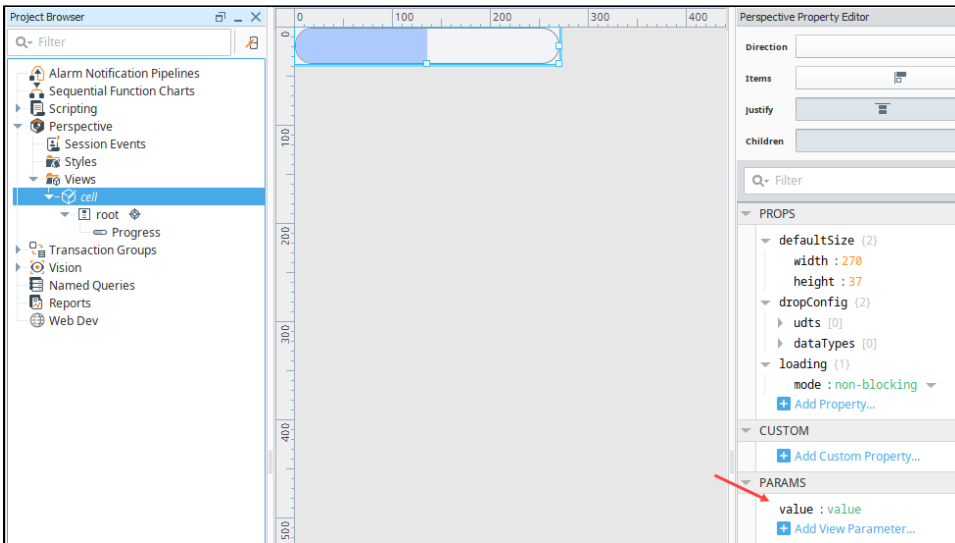 Project Browser
Filter
Alarm Notification Pipelines
Sequential Function Charts
Scripting
Perspective
Session Events
Styles
Views
cell
root
Progress
Transaction Groups
Vision
Named Queries
Reports
Web Dev
0 100 200 300 400
100
200
300
400
500
Perspective Property Editor
Direction
Items
Justify
Children
Filter
PROPS
defaultSize {2}
width : 270
height : 37
dropConfig {2}
udts [0]
dataTypes [0]
loading {1}
mode : non-blocking
Add Property...
CUSTOM
Add Custom Property...
PARAMS
value : value
Add View Parameter...